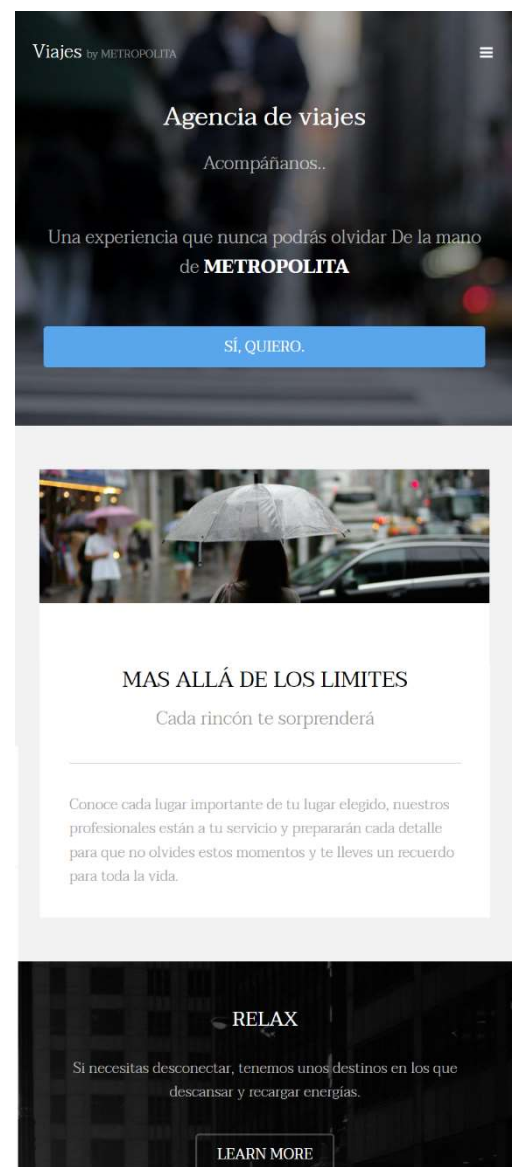 Viajes by METROPOLITA
Agencia de viajes
Acompáñanos..
Una experiencia que nunca podrás olvidar De la mano
de METROPOLITA
SÍ, QUIERO.
MAS ALLÁ DE LOS LIMITES
Cada rincón te sorprenderá
Conoce cada lugar importante de tu lugar elegido, nuestros
profesionales están a tu servicio y prepararán cada detalle
para que no olvides estos momentos y te lleves un recuerdo
para toda la vida.
RELAX
Si necesitas desconectar, tenemos unos destinos en los que
descansar y recargar energías.
LEARN MORE